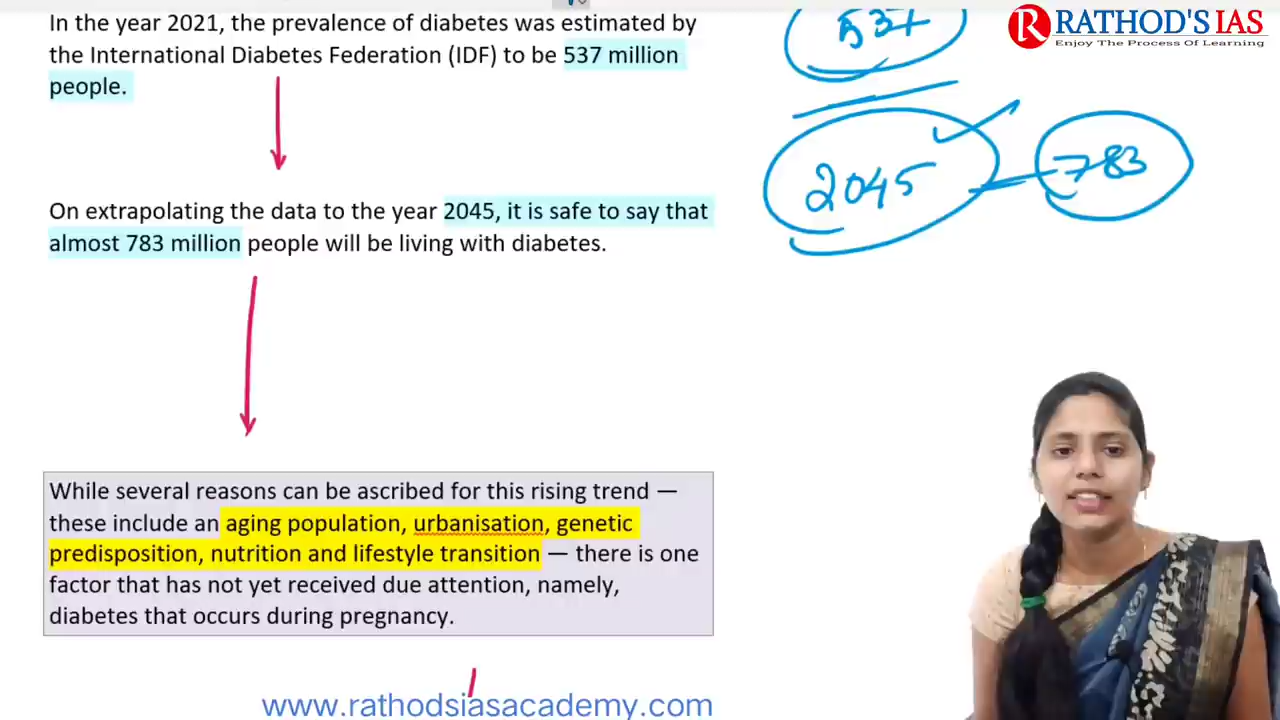 In the year 2021, the prevalence of diabetes was estimated by
the International Diabetes Federation (IDF) to be 537 million
people.
537
RATHOD'S IAS
Enjoy The Process Of Learning
2045
783
On extrapolating the data to the year 2045, it is safe to say that
almost 783 million people will be living with diabetes.
While several reasons can be ascribed for this rising trend —
these include an aging population, urbanisation, genetic
predisposition, nutrition and lifestyle transition — there is one
factor that has not yet received due attention, namely,
diabetes that occurs during pregnancy.
www.rathodsiasacademy.com